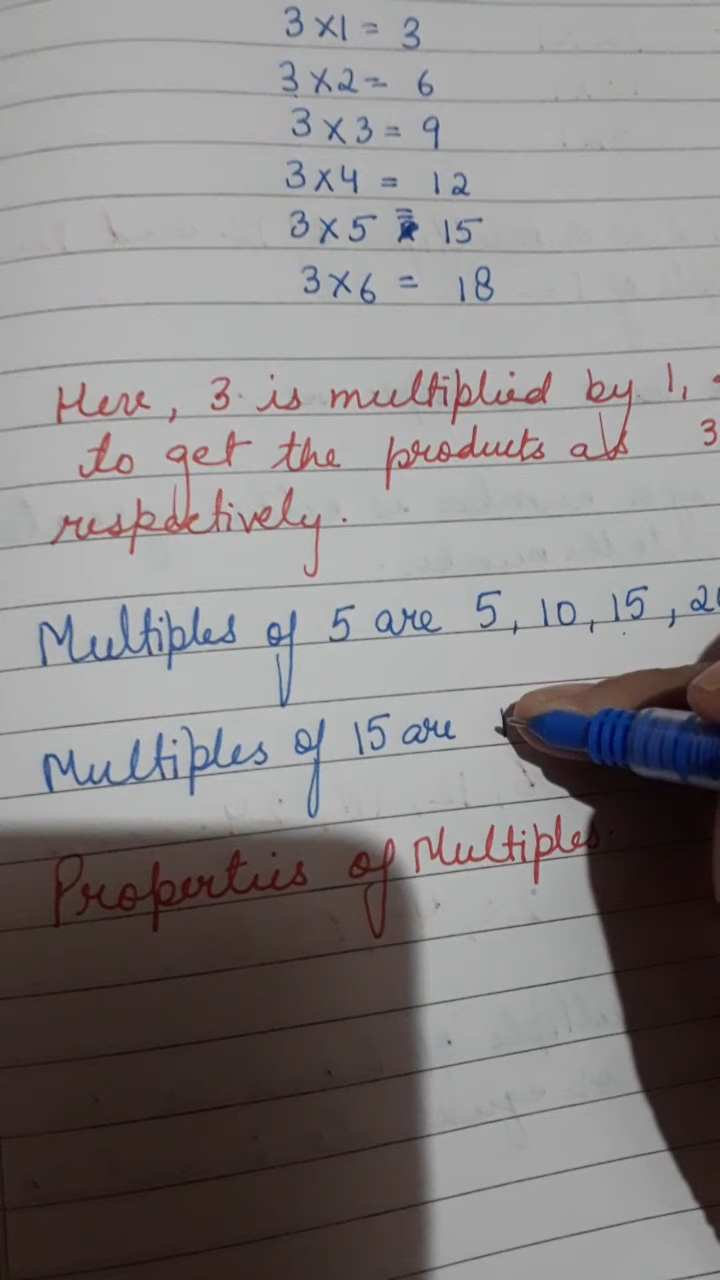 3 × 1 = 3
3 × 2 = 6
3 × 3 = 9
3 × 4 = 12
3 × 5 = 15
3 × 6 = 18
Here, 3 is multiplied by 1,
to get the products as 3
respectively.
Multiples of 5 are 5, 10, 15, 20
Multiples of 15 are
Properties of Multiples.